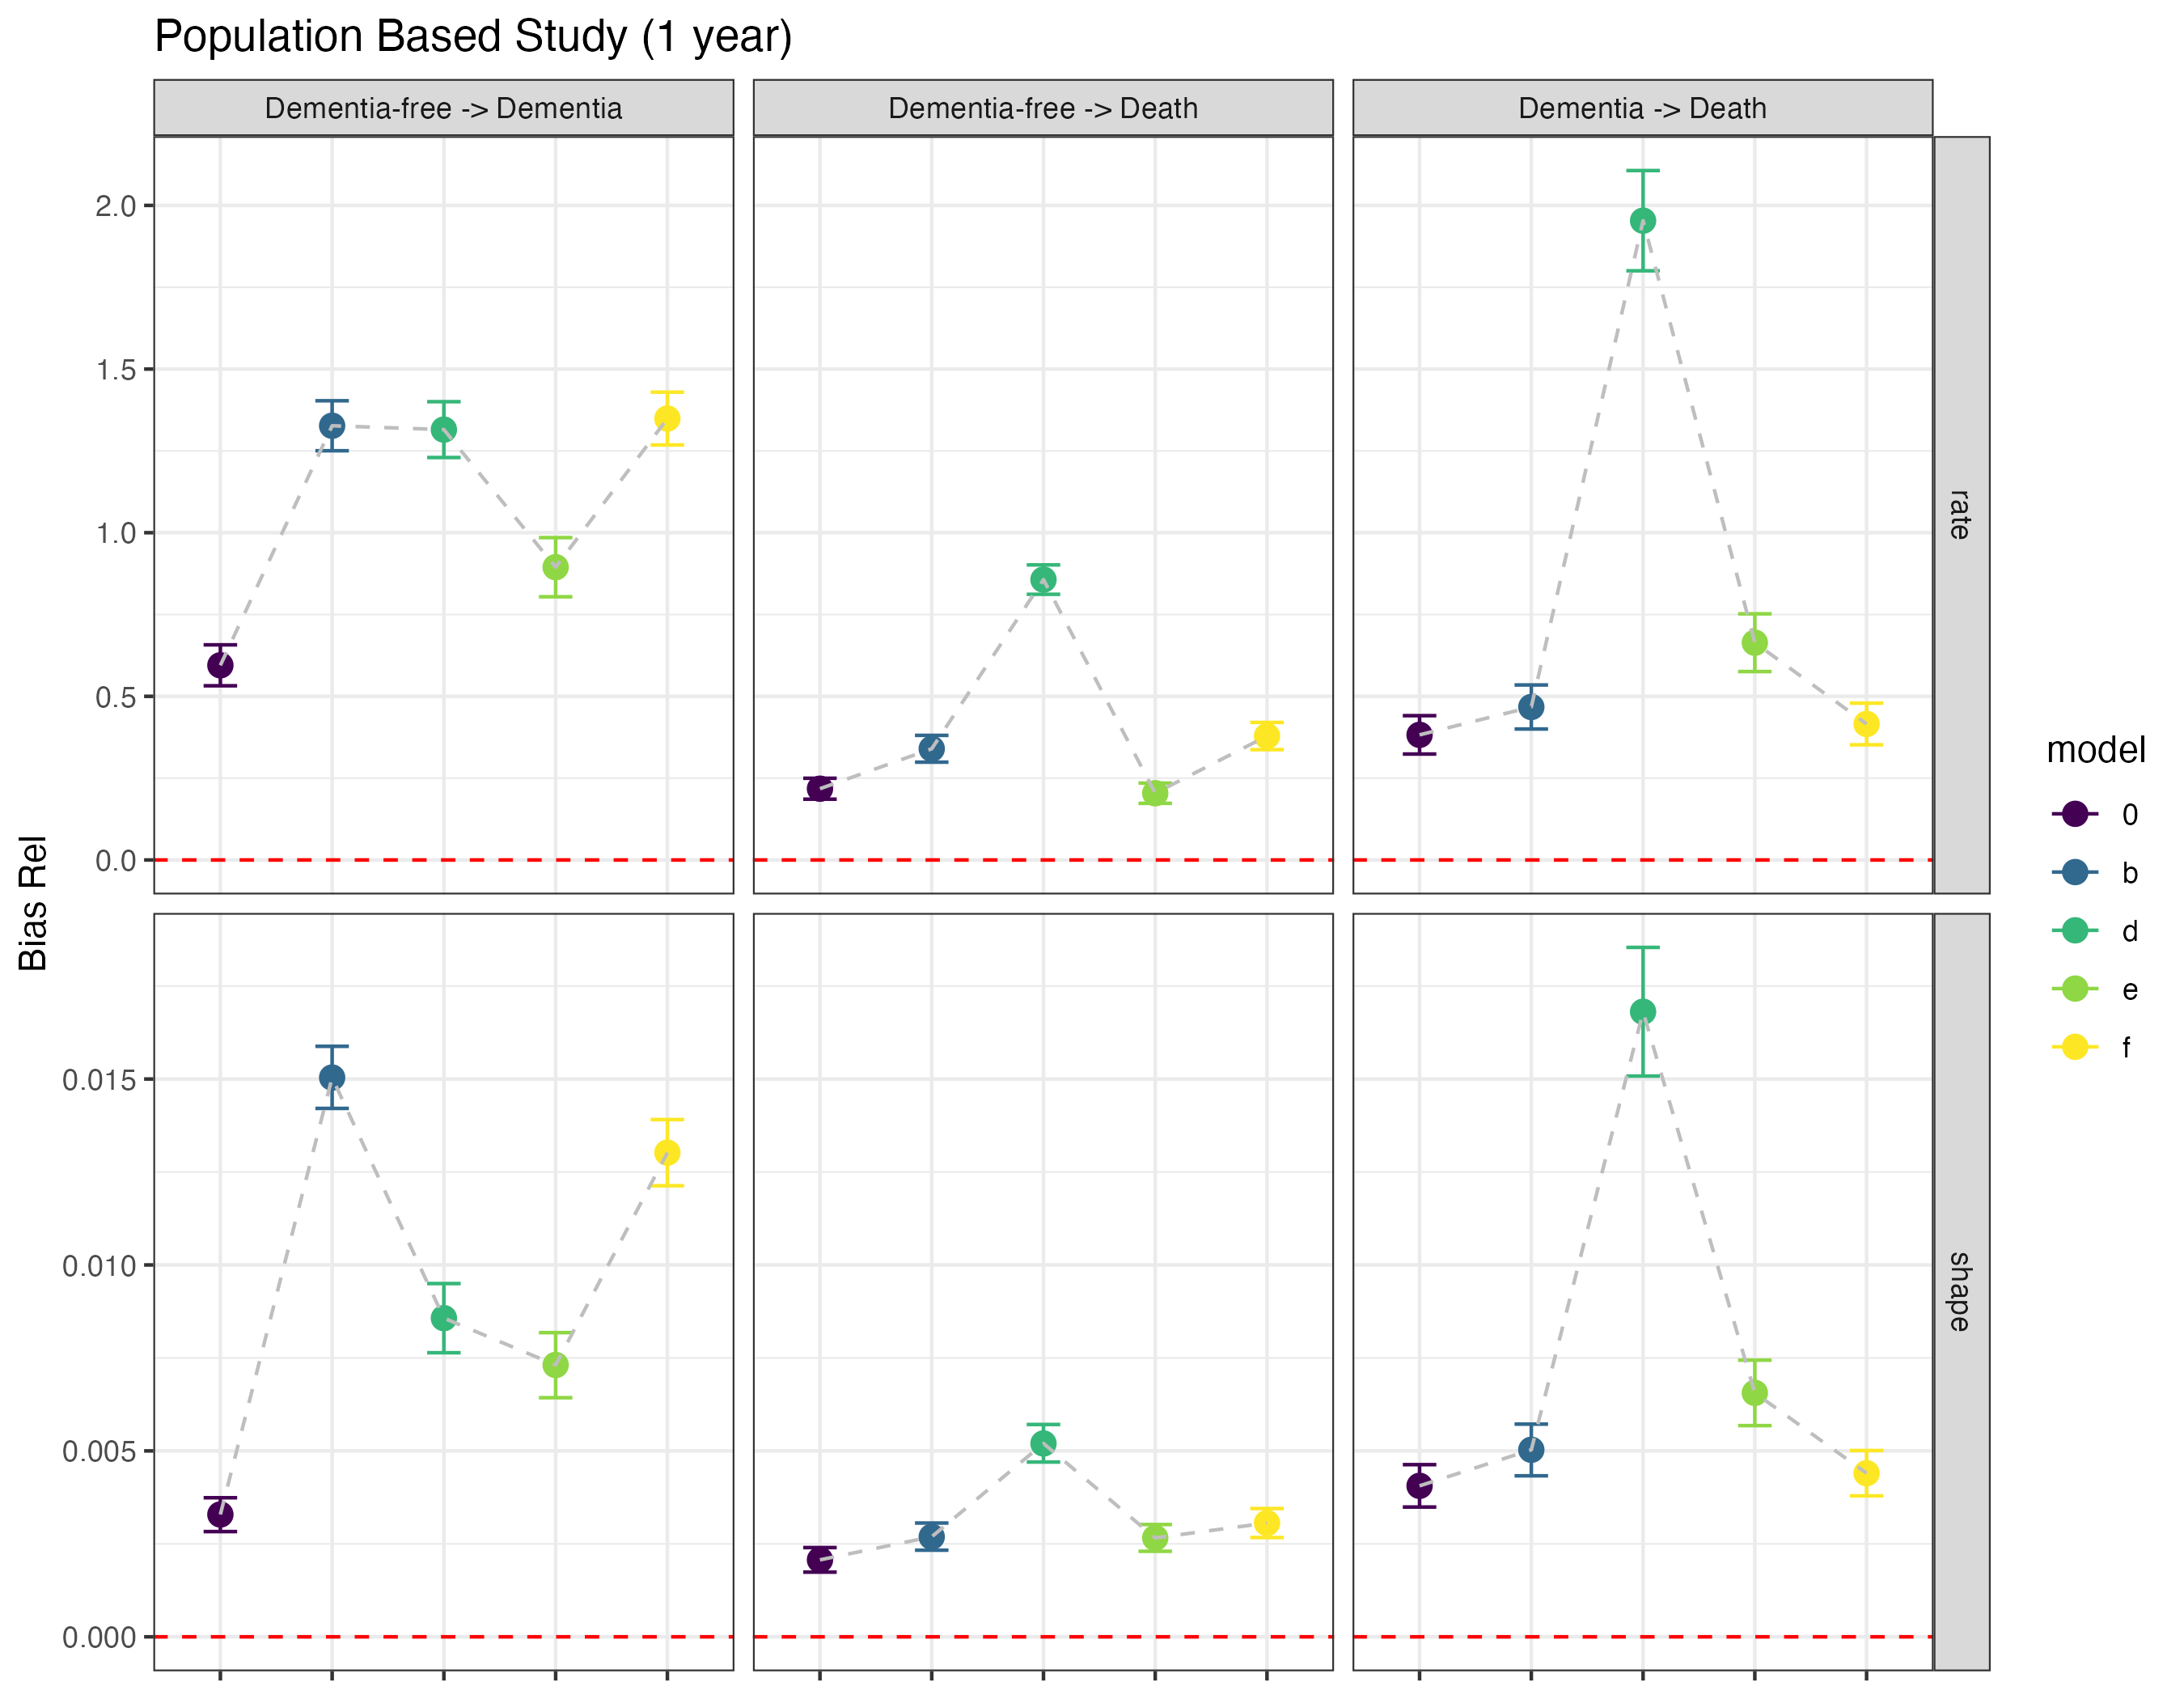 Population Based Study (1 year)
Dementia-free -> Dementia
Dementia-free -> Death
Dementia -> Death
2.0
1.5
1.0
0.5
0.0
rate
Bias Rel
0.015
0.010
0.005
0.000
shape
model
0
b
d
e
f